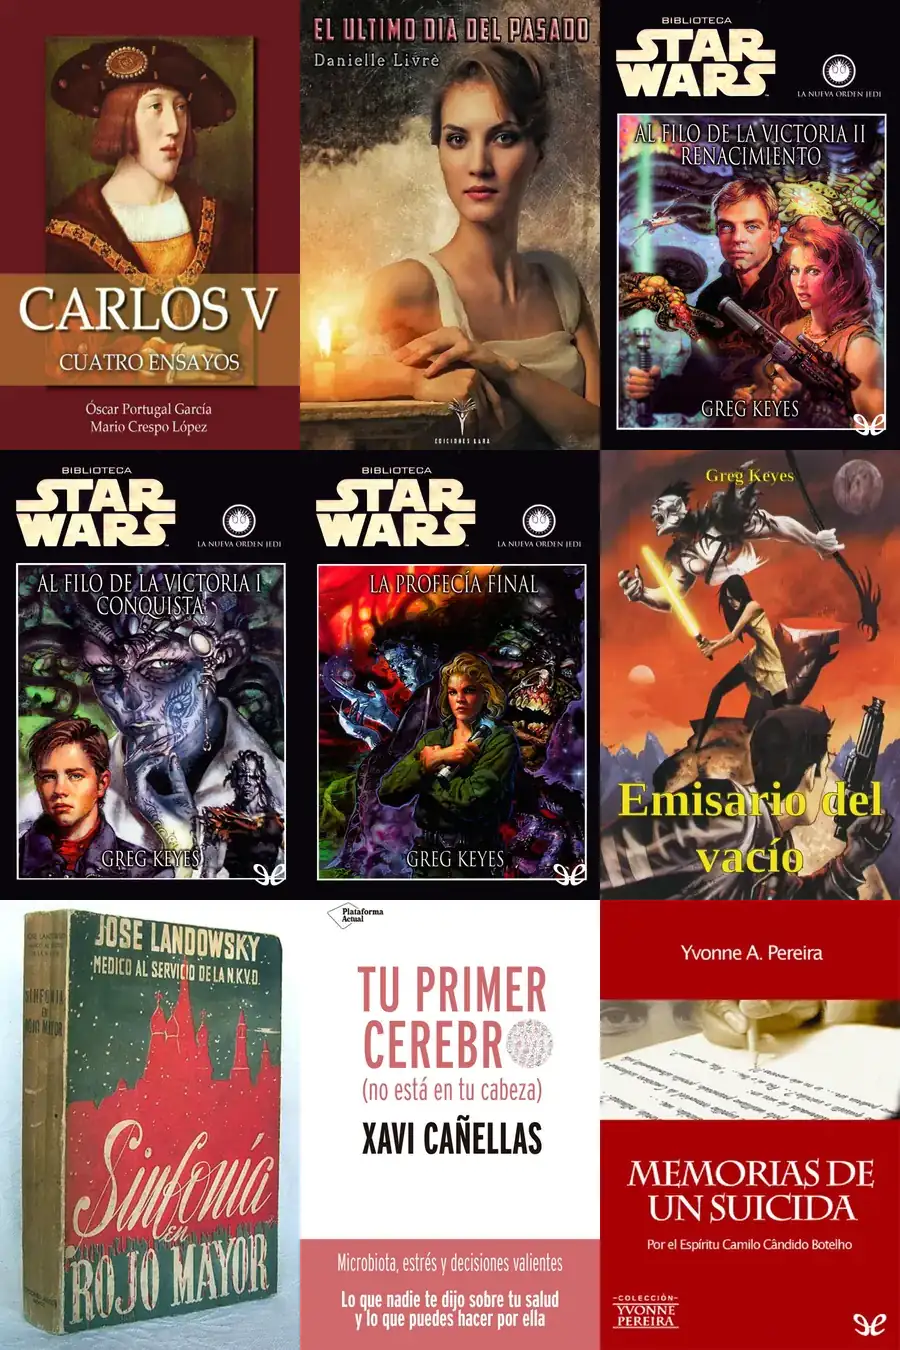 CARLOS V
CUATRO ENSAYOS
Óscar Portugal García
Mario Crespo López
EL ULTIMO DIA DEL PASADO
Danielle Livrè
EDICIONES
BIBLIOTECA
STAR
WARS
LA NUEVA ORDEN JEDI
AL FILO DE LA VICTORIA II
RENACIMIENTO
GREG KEYES
BIBLIOTECA
STAR
WARS
LA NUEVA ORDEN JEDI
AL FILO DE LA VICTORIA I
CONQUISTA
GREG KEYES
BIBLIOTECA
STAR
WARS
LA NUEVA ORDEN JEDI
LA PROFECÍA FINAL
GREG KEYES
Greg Keyes
Emisario del
vacío
JOSE LANDOWSKY
MEDICO AL SERVICIO DE LA N.K.V.D.
SINFONIA
EN
ROJO MAYOR
Sinfonía
en
ROJO MAYOR
Plataforma
Actual
TU PRIMER
CEREBR
(no está en tu cabeza)
XAVI CAÑELLAS
Microbiota, estrés y decisiones valientes
Lo que nadie te dijo sobre tu salud
y lo que puedes hacer por ella
Yvonne A. Pereira
MEMORIAS DE
UN SUICIDA
Por el Espíritu Camilo Cândido Botelho
-COLECCIÓN-
YVONNE
PEREIRA